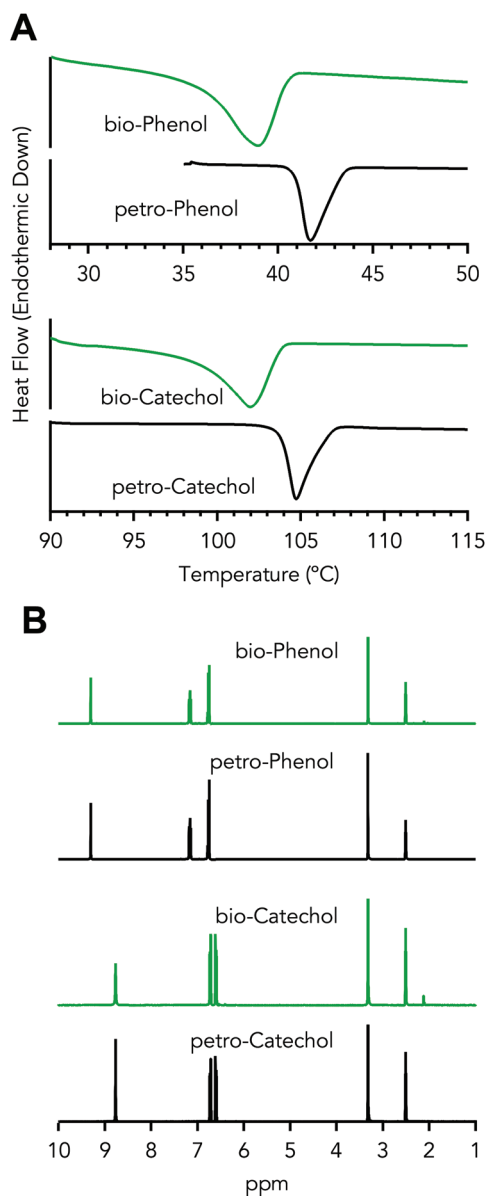 A
Heat Flow (Endothermic Down)
bio-Phenol
petro-Phenol
30 35 40 45 50
bio-Catechol
petro-Catechol
90 95 100 105 110 115
Temperature (ºC)
B
bio-Phenol
petro-Phenol
bio-Catechol
petro-Catechol
10 9 8 7 6 5 4 3 2 1
ppm